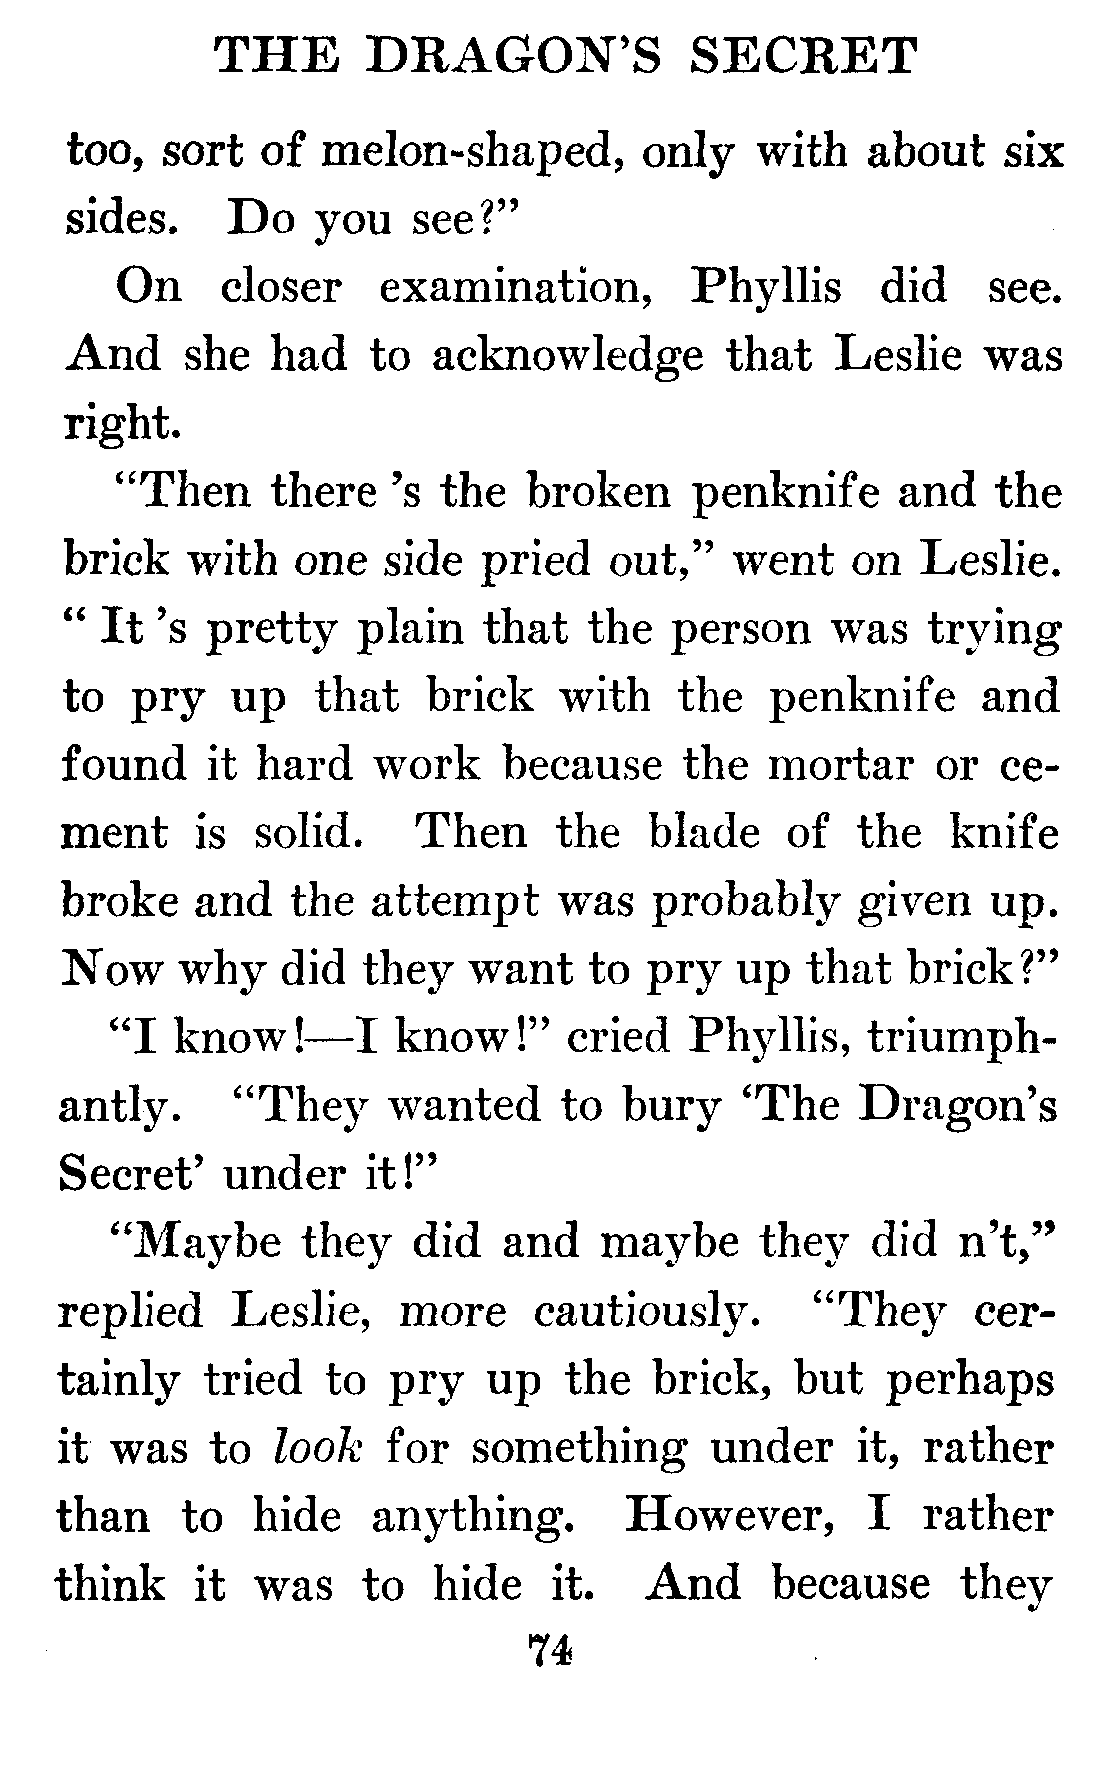 THE DRAGON'S SECRET
too, sort of melon-shaped, only with about six
sides. Do you see?”
On closer examination, Phyllis did see.
And she had to acknowledge that Leslie was
right.
“Then there ’s the broken penknife and the
brick with one side pried out,” went on Leslie.
“ It ’s pretty plain that the person was trying
to pry up that brick with the penknife and
found it hard work because the mortar or ce-
ment is solid. Then the blade of the knife
broke and the attempt was probably given up.
Now why did they want to pry up that brick?”
“I know!—I know!” cried Phyllis, triumph-
antly. “They wanted to bury ‘The Dragon’s
Secret’ under it!”
“Maybe they did and maybe they did n’t,”
replied Leslie, more cautiously. “They cer-
tainly tried to pry up the brick, but perhaps
it was to look for something under it, rather
than to hide anything. However, I rather
think it was to hide it. And because they
74